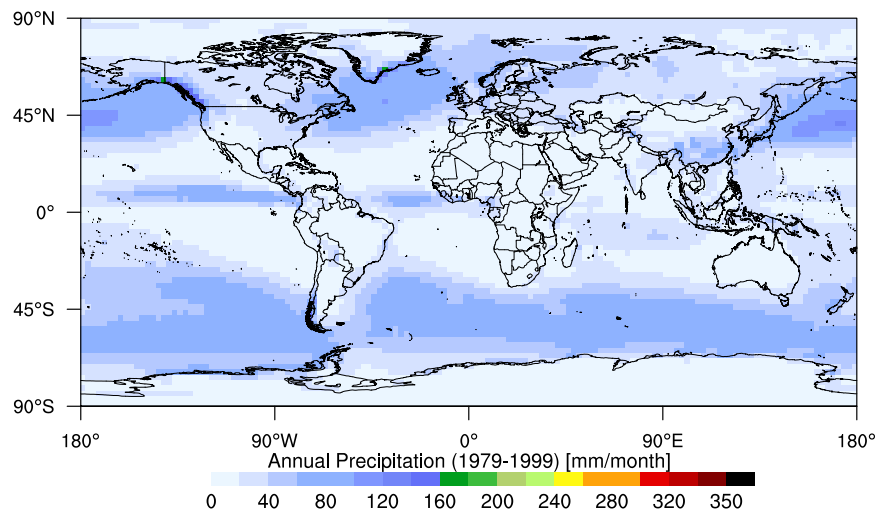 90°N
45°N
0°
45°S
90°S
180° 90°W 0° 90°E 180°
Annual Precipitation (1979-1999) [mm/month]
0 40 80 120 160 200 240 280 320 350